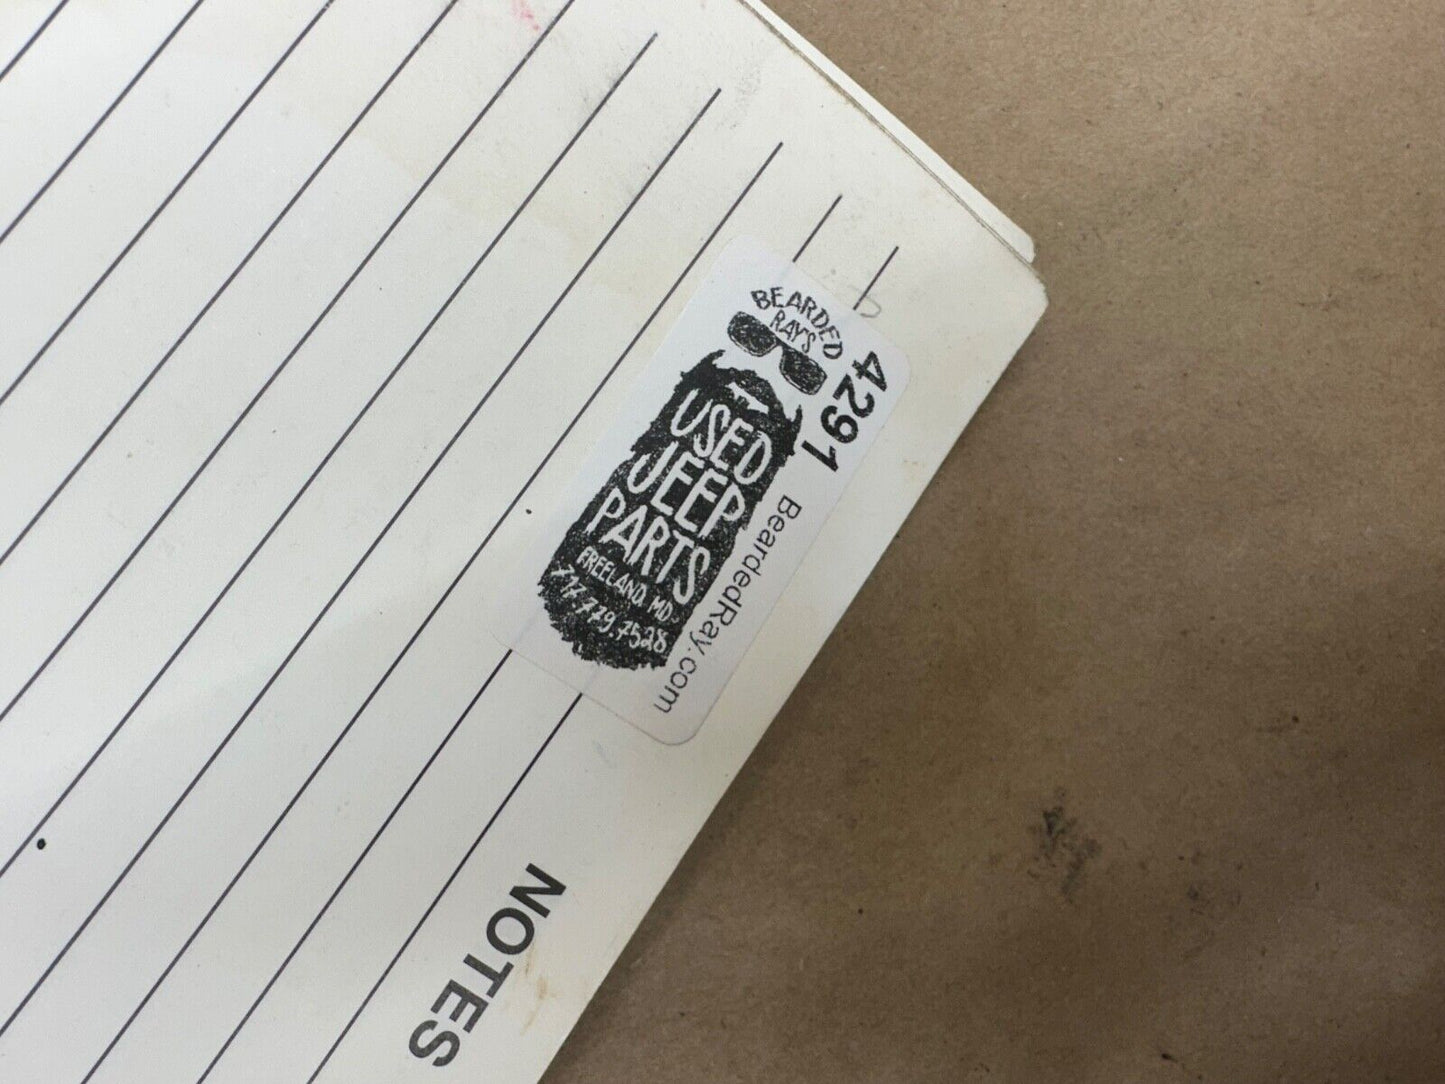 BEARDED
RAY'S
USED
JEEP
PARTS
FREELAND, MD
717.779.7528
4291
BeardedRay.com
NOTES